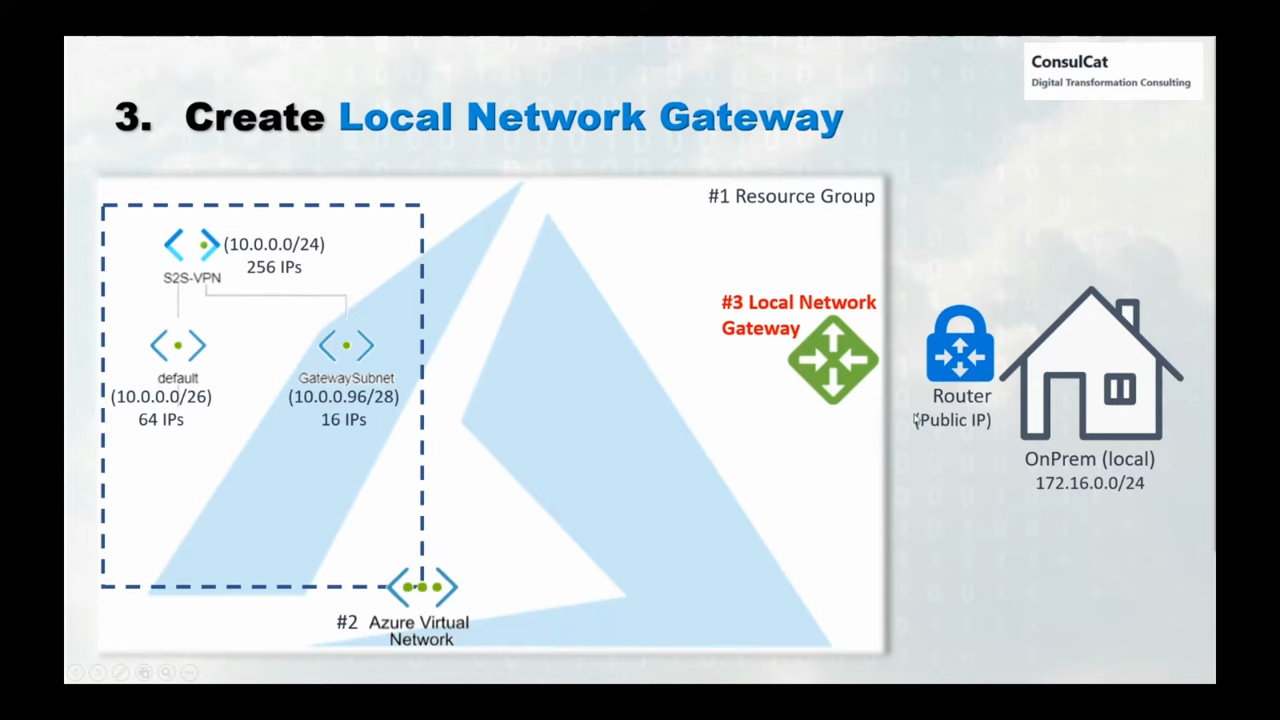 ConsulCat
Digital Transformation Consulting
3. Create Local Network Gateway
#1 Resource Group
(10.0.0.0/24)
256 IPs
S2S-VPN
#3 Local Network
Gateway
default
(10.0.0.0/26)
64 IPs
GatewaySubnet
(10.0.0.96/28)
16 IPs
Router
(Public IP)
OnPrem (local)
172.16.0.0/24
#2 Azure Virtual
Network